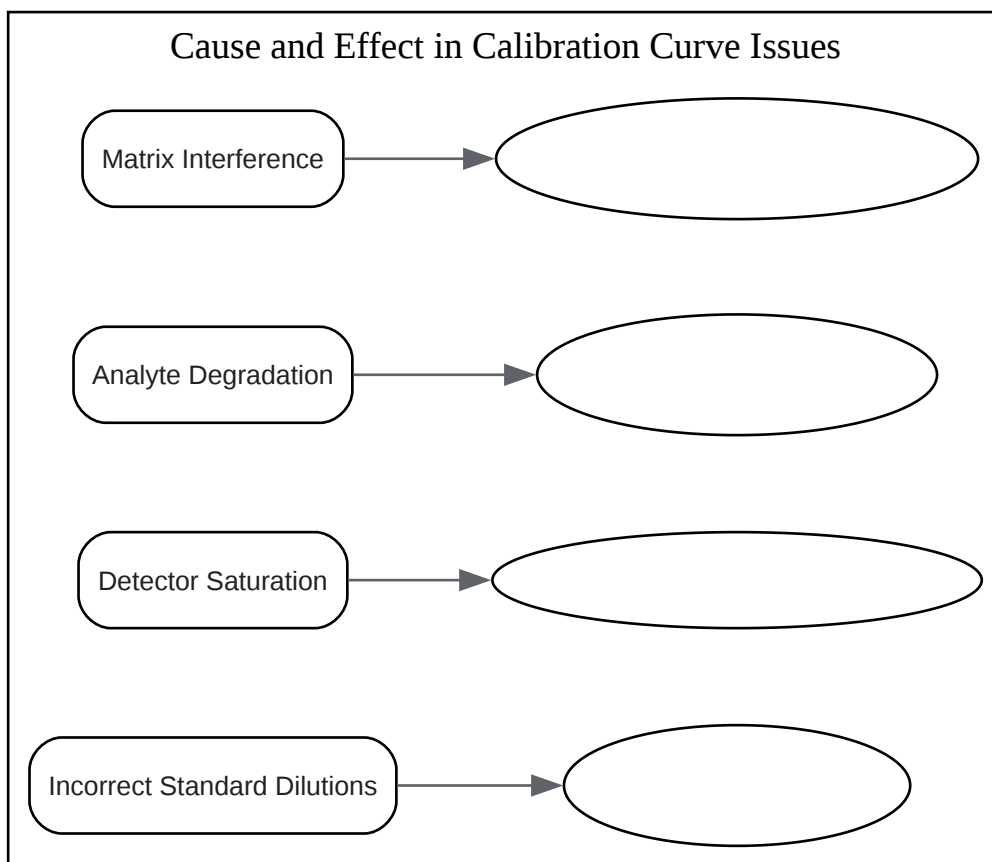 Cause and Effect in Calibration Curve Issues
Matrix Interference
Analyte Degradation
Detector Saturation
Incorrect Standard Dilutions